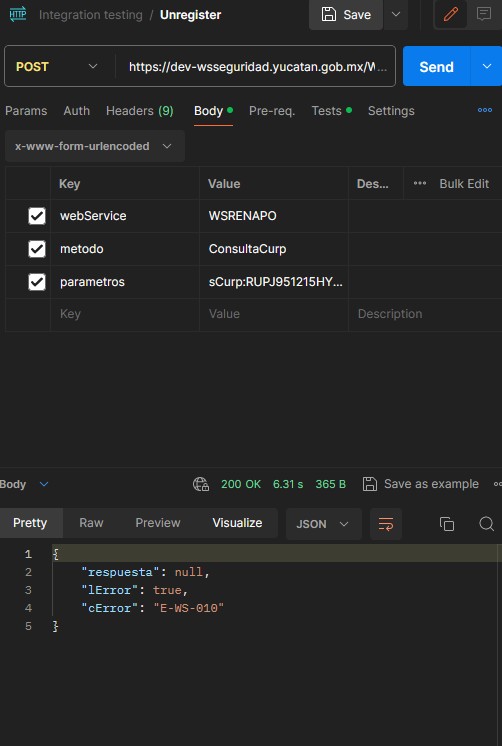 HTTP Integration testing / Unregister Save
POST https://dev-wsseguridad.yucatan.gob.mx/W... Send
Params Auth Headers (9) Body Pre-req. Tests Settings
x-www-form-urlencoded
Key Value Des... Bulk Edit
webService WSRENAPO
metodo ConsultaCurp
parametros sCurp:RUPJ951215HY...
Key Value Description
Body 200 OK 6.31 s 365 B Save as example
Pretty Raw Preview Visualize JSON
1 {
2 "respuesta": null,
3 "lError": true,
4 "cError": "E-WS-010"
5 }